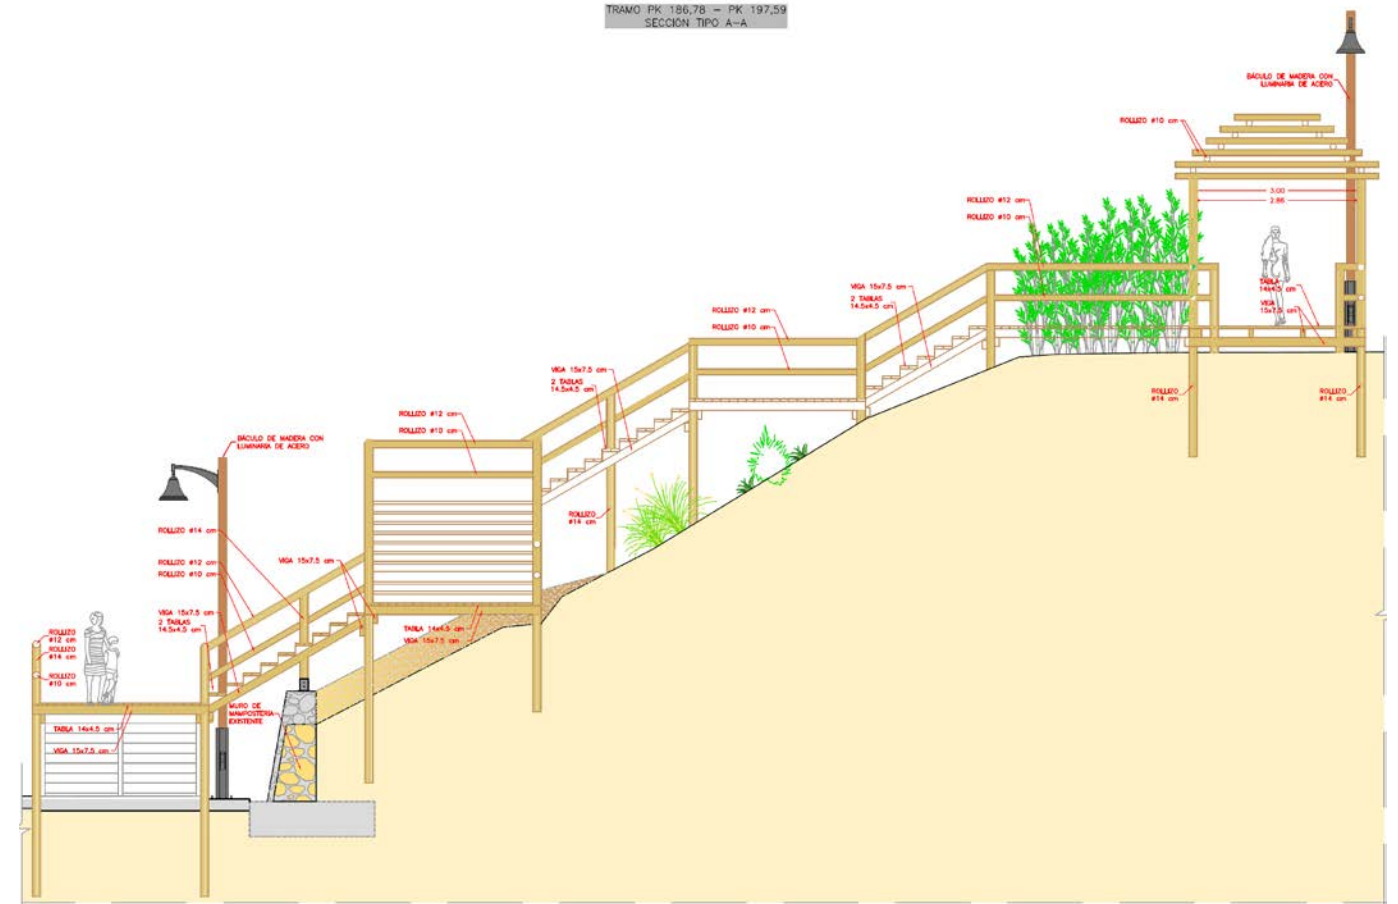 TRAMO PK 186,78 – PK 197,59
SECCIÓN TIPO A-A
BÁCULO DE MADERA CON
ILUMINARIA DE ACERO
ROLLIZO ø10 cm
3.00
2.86
ROLLIZO ø12 cm
ROLLIZO ø10 cm
VIGA 15x7.5 cm
2 TABLAS
14.5x4.5 cm
TABLA
14x4.5 cm
VIGA
15x7.5 cm
ROLLIZO ø12 cm
ROLLIZO ø10 cm
VIGA 15x7.5 cm
2 TABLAS
14.5x4.5 cm
ROLLIZO
ø14 cm
ROLLIZO
ø14 cm
ROLLIZO ø12 cm
ROLLIZO ø10 cm
BÁCULO DE MADERA CON
ILUMINARIA DE ACERO
ROLLIZO
ø14 cm
ROLLIZO ø14 cm
ROLLIZO ø12 cm
ROLLIZO ø10 cm
VIGA 15x7.5 cm
VIGA 15x7.5 cm
2 TABLAS
14.5x4.5 cm
TABLA 14x4.5 cm
VIGA 15x7.5 cm
ROLLIZO
ø12 cm
ROLLIZO
ø14 cm
ROLLIZO
ø10 cm
MURO DE
MAMPOSTERÍA
EXISTENTE
TABLA 14x4.5 cm
VIGA 15x7.5 cm